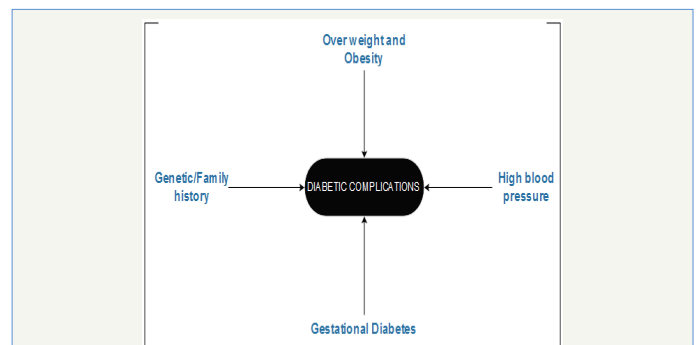 Over weight and
Obesity
Genetic/Family
history
DIABETIC COMPLICATIONS
High blood
pressure
Gestational Diabetes